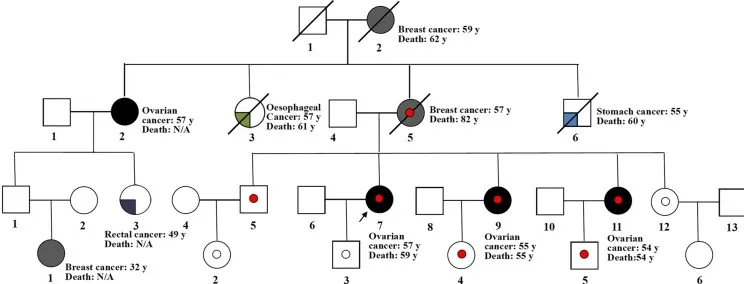 1
2
Breast cancer: 59 y
Death: 62 y
1
2
Ovarian
cancer: 57 y
Death: N/A
3
Oesophageal
Cancer: 57 y
Death: 61 y
4
5
Breast cancer: 57 y
Death: 82 y
6
Stomach cancer: 55 y
Death: 60 y
1
2
3
Rectal cancer: 49 y
Death: N/A
4
5
6
7
Ovarian
cancer: 57 y
Death: 59 y
8
9
Ovarian
cancer: 55 y
Death: 55 y
10
11
Ovarian
cancer: 54 y
Death:54 y
12
13
1
Breast cancer: 32 y
Death: N/A
2
3
4
5
6